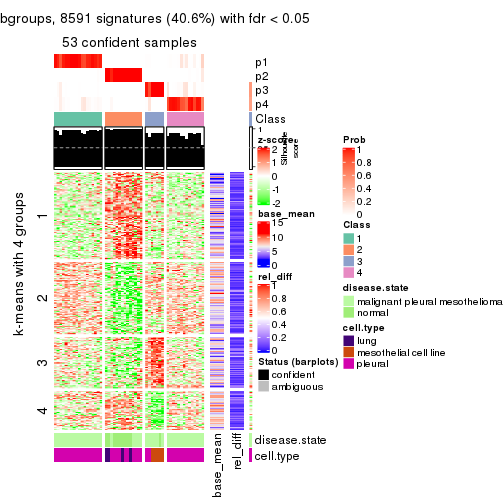 bgroups, 8591 signatures (40.6%) with fdr < 0.05
53 confident samples
p1
p2
p3
p4
Class
1
Silhouette
score
k-means with 4 groups
1
2
3
4
base_mean
rel_diff
disease.state
cell.type
z-score
2
1
0
-1
-2
base_mean
15
10
5
0
rel_diff
1
0.8
0.6
0.4
0.2
0
Status (barplots)
confident
ambiguous
Prob
1
0.8
0.6
0.4
0.2
0
Class
1
2
3
4
disease.state
malignant pleural mesothelioma
normal
cell.type
lung
mesothelial cell line
pleural